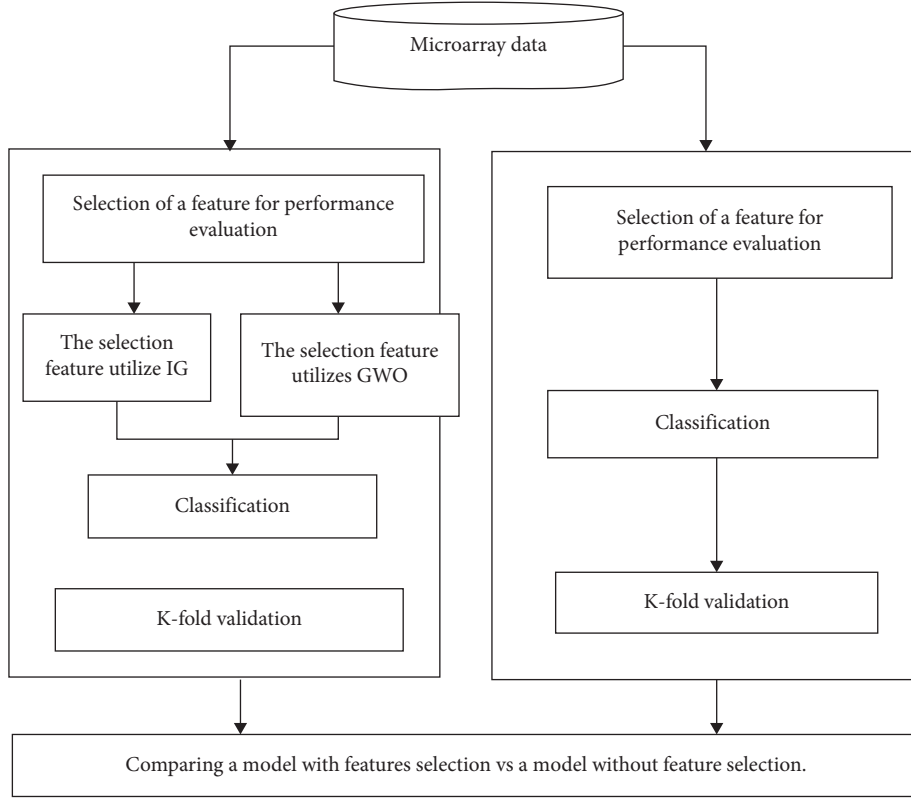 Microarray data
Selection of a feature for performance
evaluation
The selection
feature utilize IG
The selection feature
utilizes GWO
Classification
K-fold validation
Selection of a feature for
performance evaluation
Classification
K-fold validation
Comparing a model with features selection vs a model without feature selection.